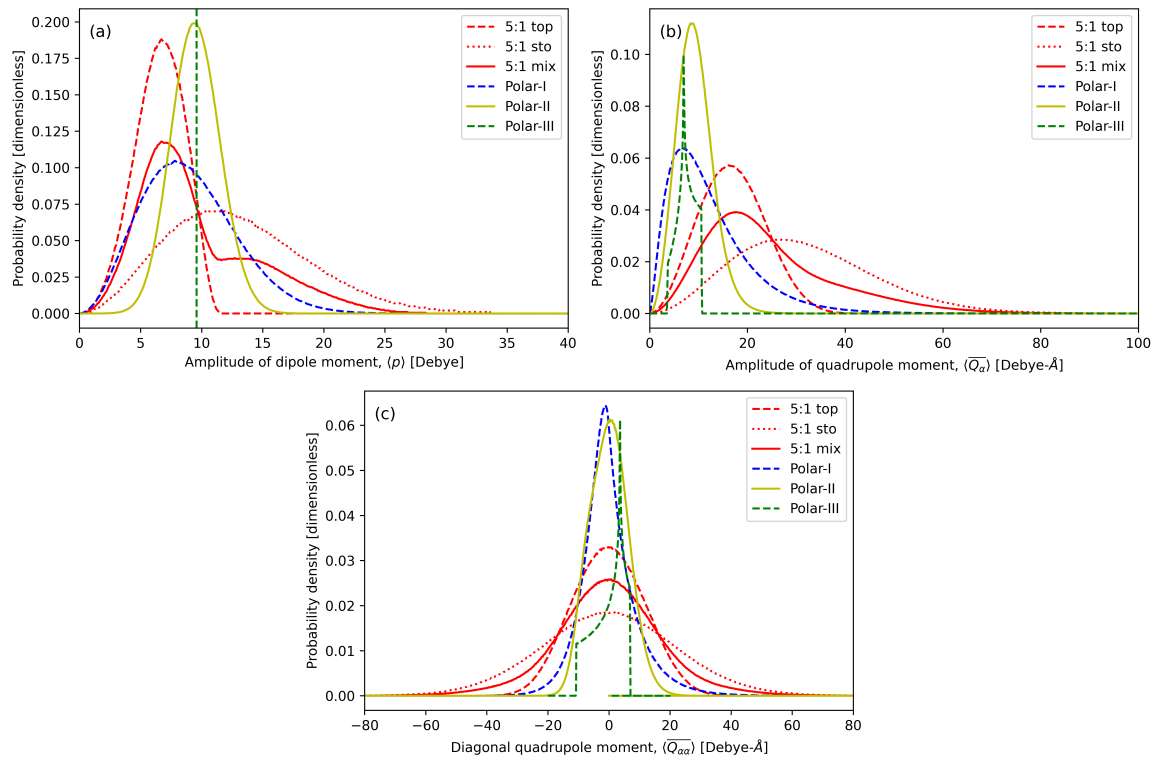 (a)
5:1 top
5:1 sto
5:1 mix
Polar-I
Polar-II
Polar-III
Probability density [dimensionless]
0.200
0.175
0.150
0.125
0.100
0.075
0.050
0.025
0.000
0 5 10 15 20 25 30 35 40
Amplitude of dipole moment, ⟨p⟩ [Debye]
(b)
5:1 top
5:1 sto
5:1 mix
Polar-I
Polar-II
Polar-III
Probability density [dimensionless]
0.10
0.08
0.06
0.04
0.02
0.00
0 20 40 60 80 100
Amplitude of quadrupole moment, ⟨$\overline{Q_{\alpha}}$⟩ [Debye-Å]
(c)
5:1 top
5:1 sto
5:1 mix
Polar-I
Polar-II
Polar-III
Probability density [dimensionless]
0.06
0.05
0.04
0.03
0.02
0.01
0.00
−80 −60 −40 −20 0 20 40 60 80
Diagonal quadrupole moment, ⟨$\overline{Q_{\alpha\alpha}}$⟩ [Debye-Å]